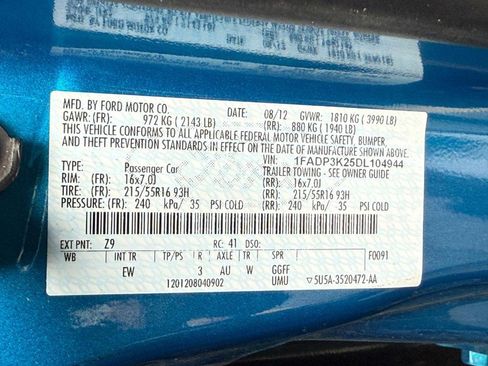 MFD. BY FORD MOTOR CO.
DATE: 08/12 GVWR: 1810 KG ( 3990 LB)
GAWR: (FR): 972 KG ( 2143 LB) (RR): 880 KG ( 1940 LB)
THIS VEHICLE CONFORMS TO ALL APPLICABLE FEDERAL MOTOR VEHICLE SAFETY, BUMPER,
AND THEFT PREVENTION STANDARDS IN EFFECT ON THE DATE OF MANUFACTURE SHOWN ABOVE.
VIN: 1FADP3K25DL104944
TYPE: Passenger Car TRAILER TOWING - SEE OWNER GUIDE
RIM: (FR): 16x7.0J (RR): 16x7.0J
TIRE: (FR): 215/55R16 93H (RR): 215/55R16 93H
PRESSURE:(FR): 240 kPa/ 35 PSI COLD (RR): 240 kPa/ 35 PSI COLD
EXT PNT: Z9 RC: 41 DSO:
WB INT TR TP/PS R AXLE TR SPR F0091
EW 3 AU W GGFF
1201208040902 UMU 5U5A-3520472-AA